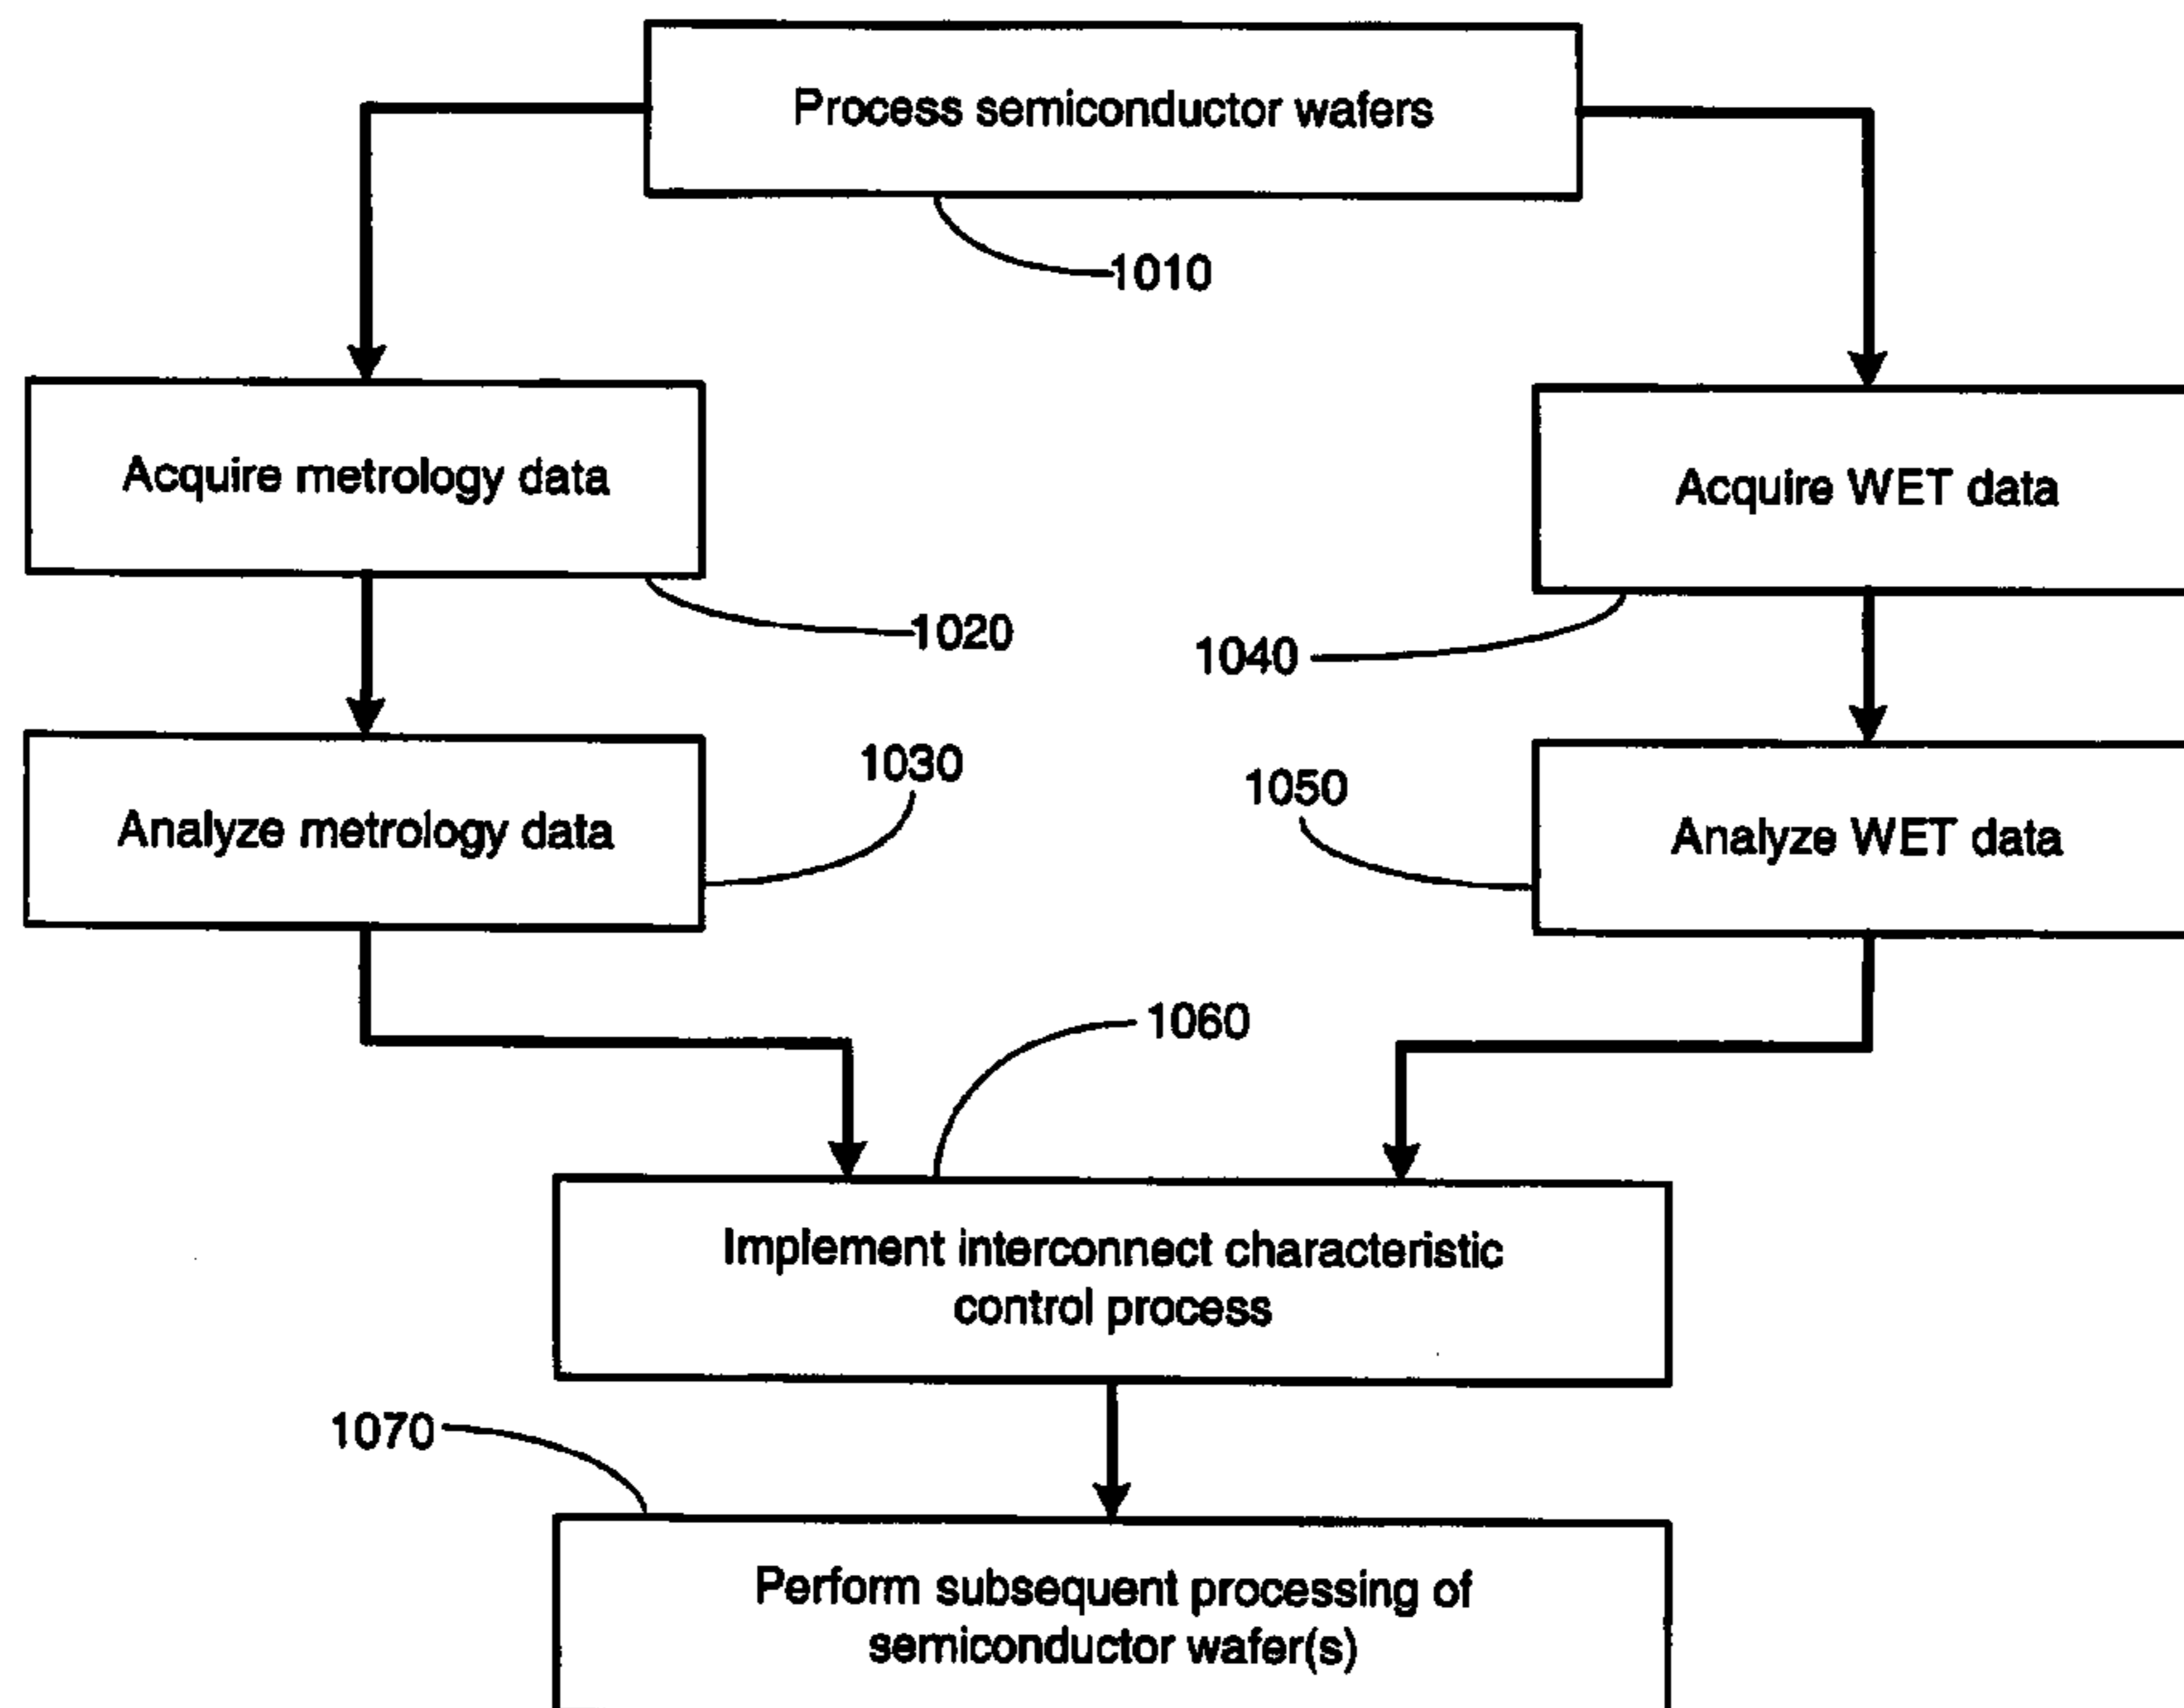 Process semiconductor wafers
1010
Acquire metrology data
Acquire WET data
1020
1040
1030
1050
Analyze metrology data
Analyze WET data
1060
Implement interconnect characteristic
control process
1070
Perform subsequent processing of
semiconductor wafer(s)